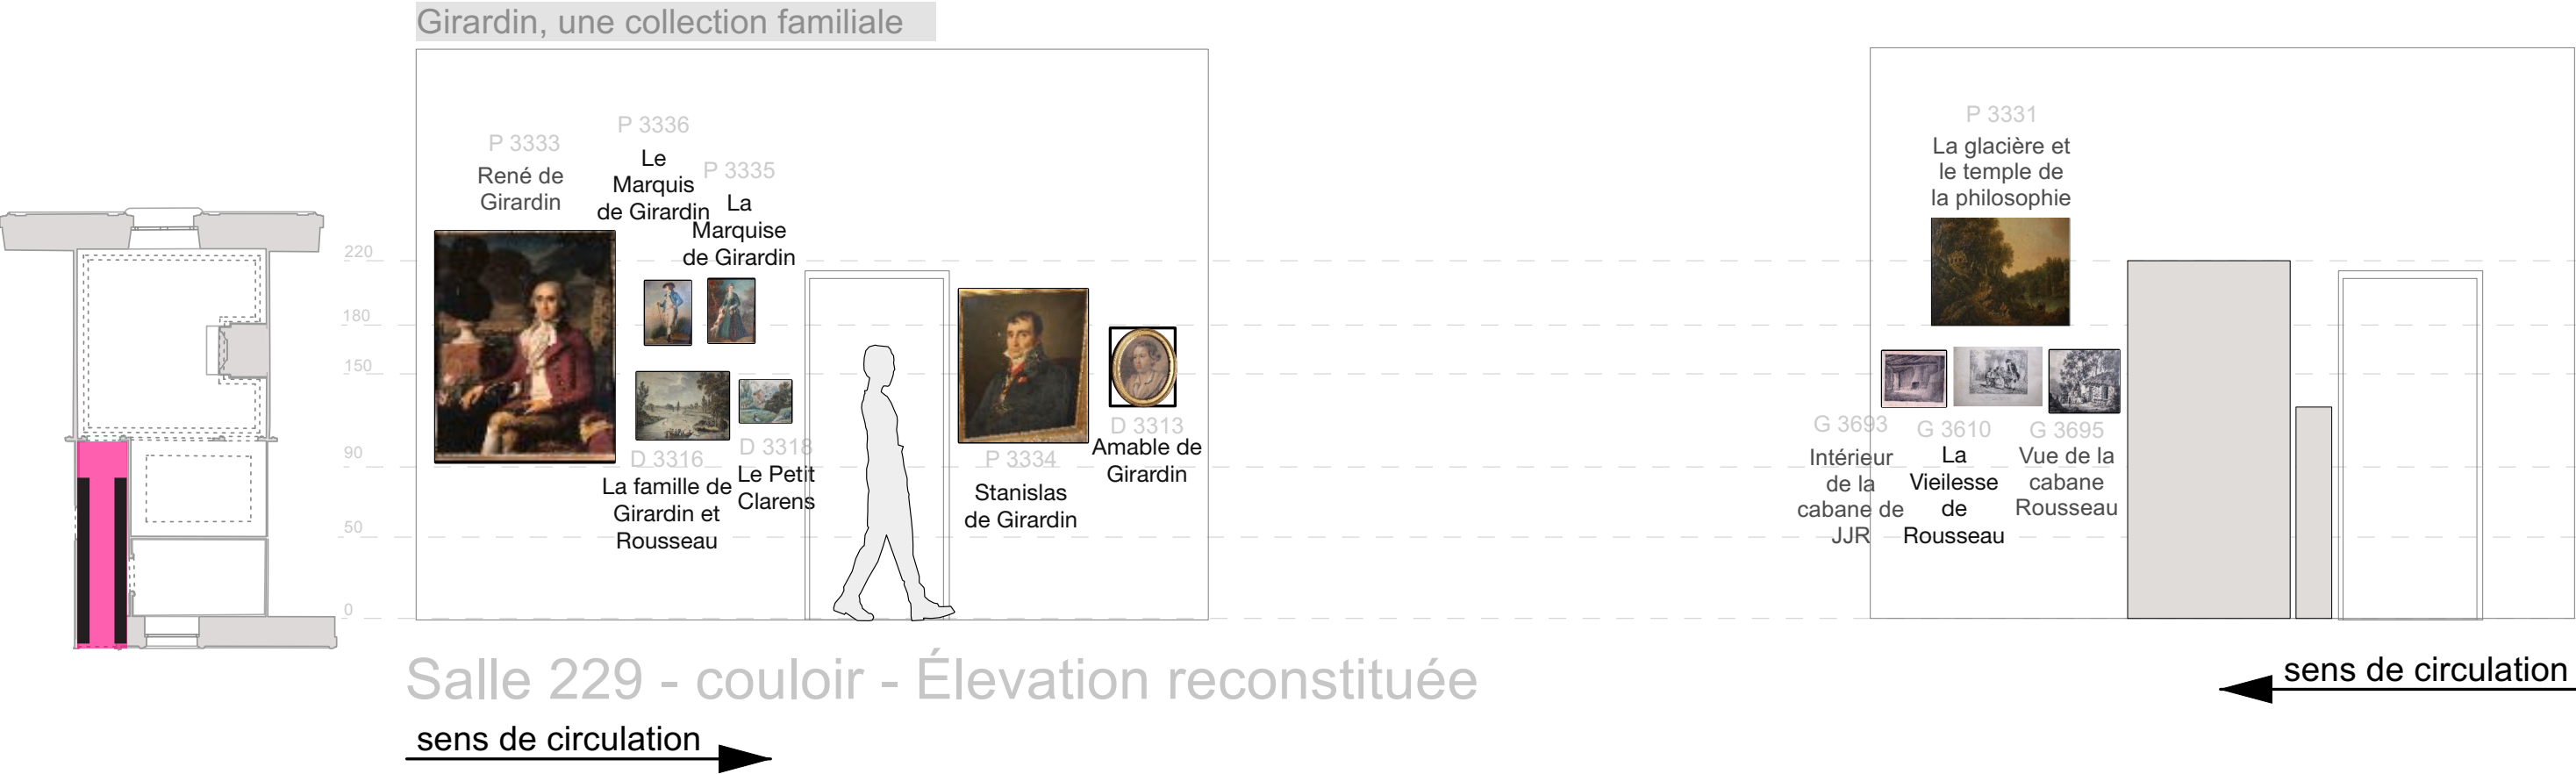 Girardin, une collection familiale
P 3333
René de
Girardin
P 3336
Le
Marquis
de Girardin
P 3335
La
Marquise
de Girardin
D 3316
La famille de
Girardin et
Rousseau
D 3318
Le Petit
Clarens
P 3334
Stanislas
de Girardin
D 3313
Amable de
Girardin
220
180
150
90
50
0
P 3331
La glacière et
le temple de
la philosophie
G 3693
Intérieur
de la
cabane de
JJR
G 3610
La
Vieilesse
de
Rousseau
G 3695
Vue de la
cabane
Rousseau
Salle 229 - couloir - Élevation reconstituée
sens de circulation
sens de circulation